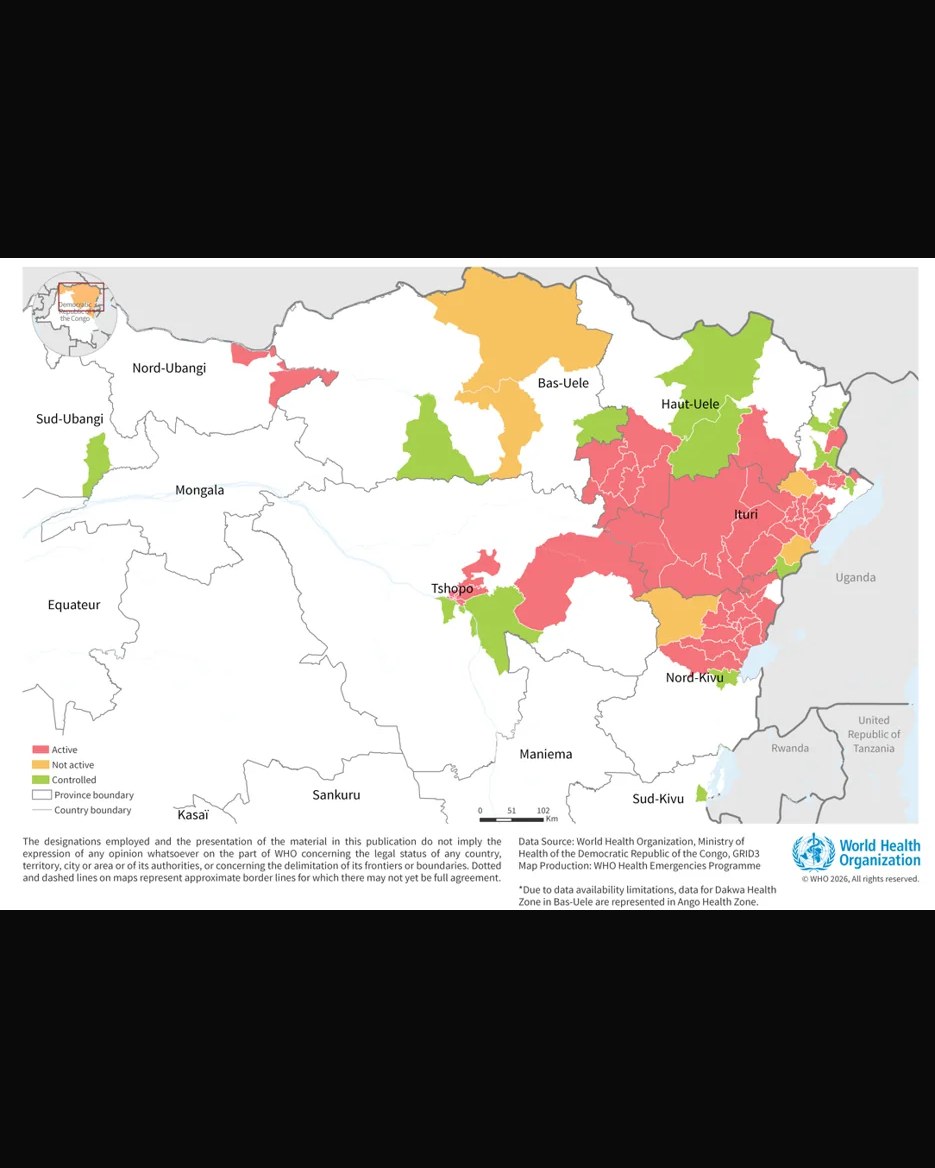 Democratic
Republic of
the Congo
Nord-Ubangi
Bas-Uele
Haut-Uele
Sud-Ubangi
Mongala
Ituri
Uganda
Tshopo
Equateur
Nord-Kivu
United
Republic of
Tanzania
Rwanda
Maniema
Sankuru
Sud-Kivu
Kasaï
Active
Not active
Controlled
Province boundary
Country boundary
0 51 102
Km
The designations employed and the presentation of the material in this publication do not imply the
expression of any opinion whatsoever on the part of WHO concerning the legal status of any country,
territory, city or area or of its authorities, or concerning the delimitation of its frontiers or boundaries. Dotted
and dashed lines on maps represent approximate border lines for which there may not yet be full agreement.
Data Source: World Health Organization, Ministry of
Health of the Democratic Republic of the Congo, GRID3
Map Production: WHO Health Emergencies Programme
*Due to data availability limitations, data for Dakwa Health
Zone in Bas-Uele are represented in Ango Health Zone.
World Health
Organization
© WHO 2026, All rights reserved.